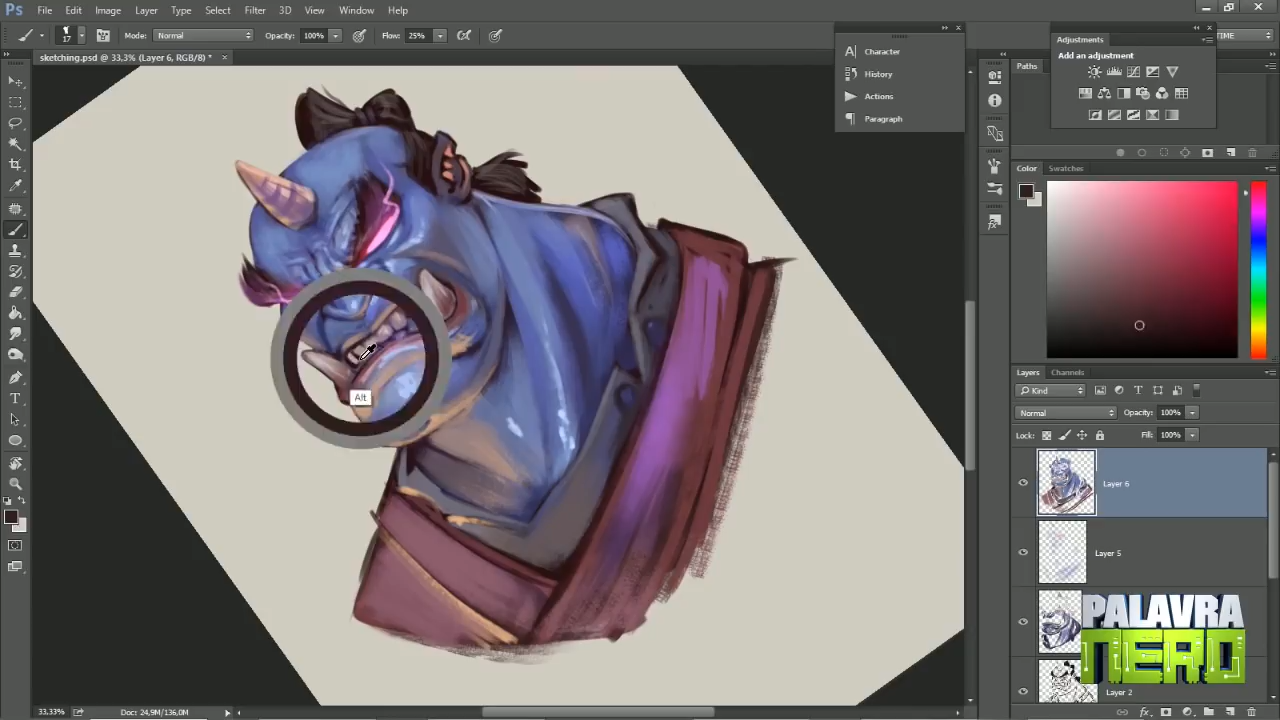 Ps File Edit Image Layer Type Select Filter 3D View Window Help
17 Mode: Normal Opacity: 100% Flow: 25%
sketching.psd @ 33,3% (Layer 6, RGB/8) * ×
Character
History
Actions
Paragraph
Adjustments
Add an adjustment
TIME
Paths
Color Swatches
Layers Channels
Kind
Normal Opacity: 100%
Lock: Fill: 100%
Layer 6
Layer 5
Layer 2
Alt
PALAVRA
NERD
33,33% Doc: 24,9M/136,0M